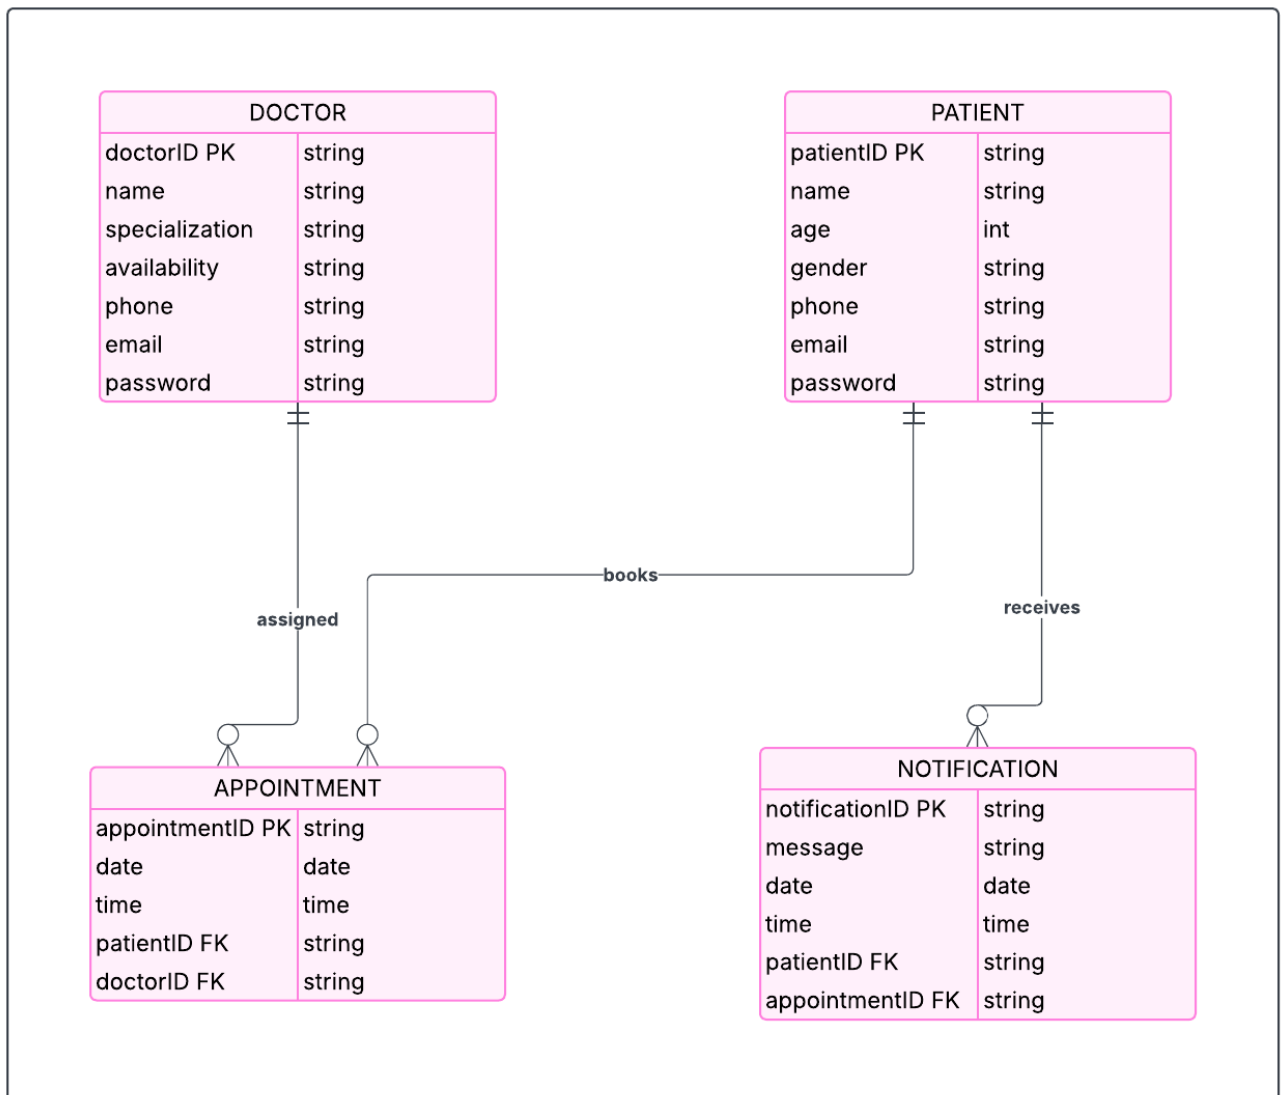 DOCTOR
doctorID PK string
name string
specialization string
availability string
phone string
email string
password string
PATIENT
patientID PK string
name string
age int
gender string
phone string
email string
password string
books
assigned
receives
APPOINTMENT
appointmentID PK string
date date
time time
patientID FK string
doctorID FK string
NOTIFICATION
notificationID PK string
message string
date date
time time
patientID FK string
appointmentID FK string